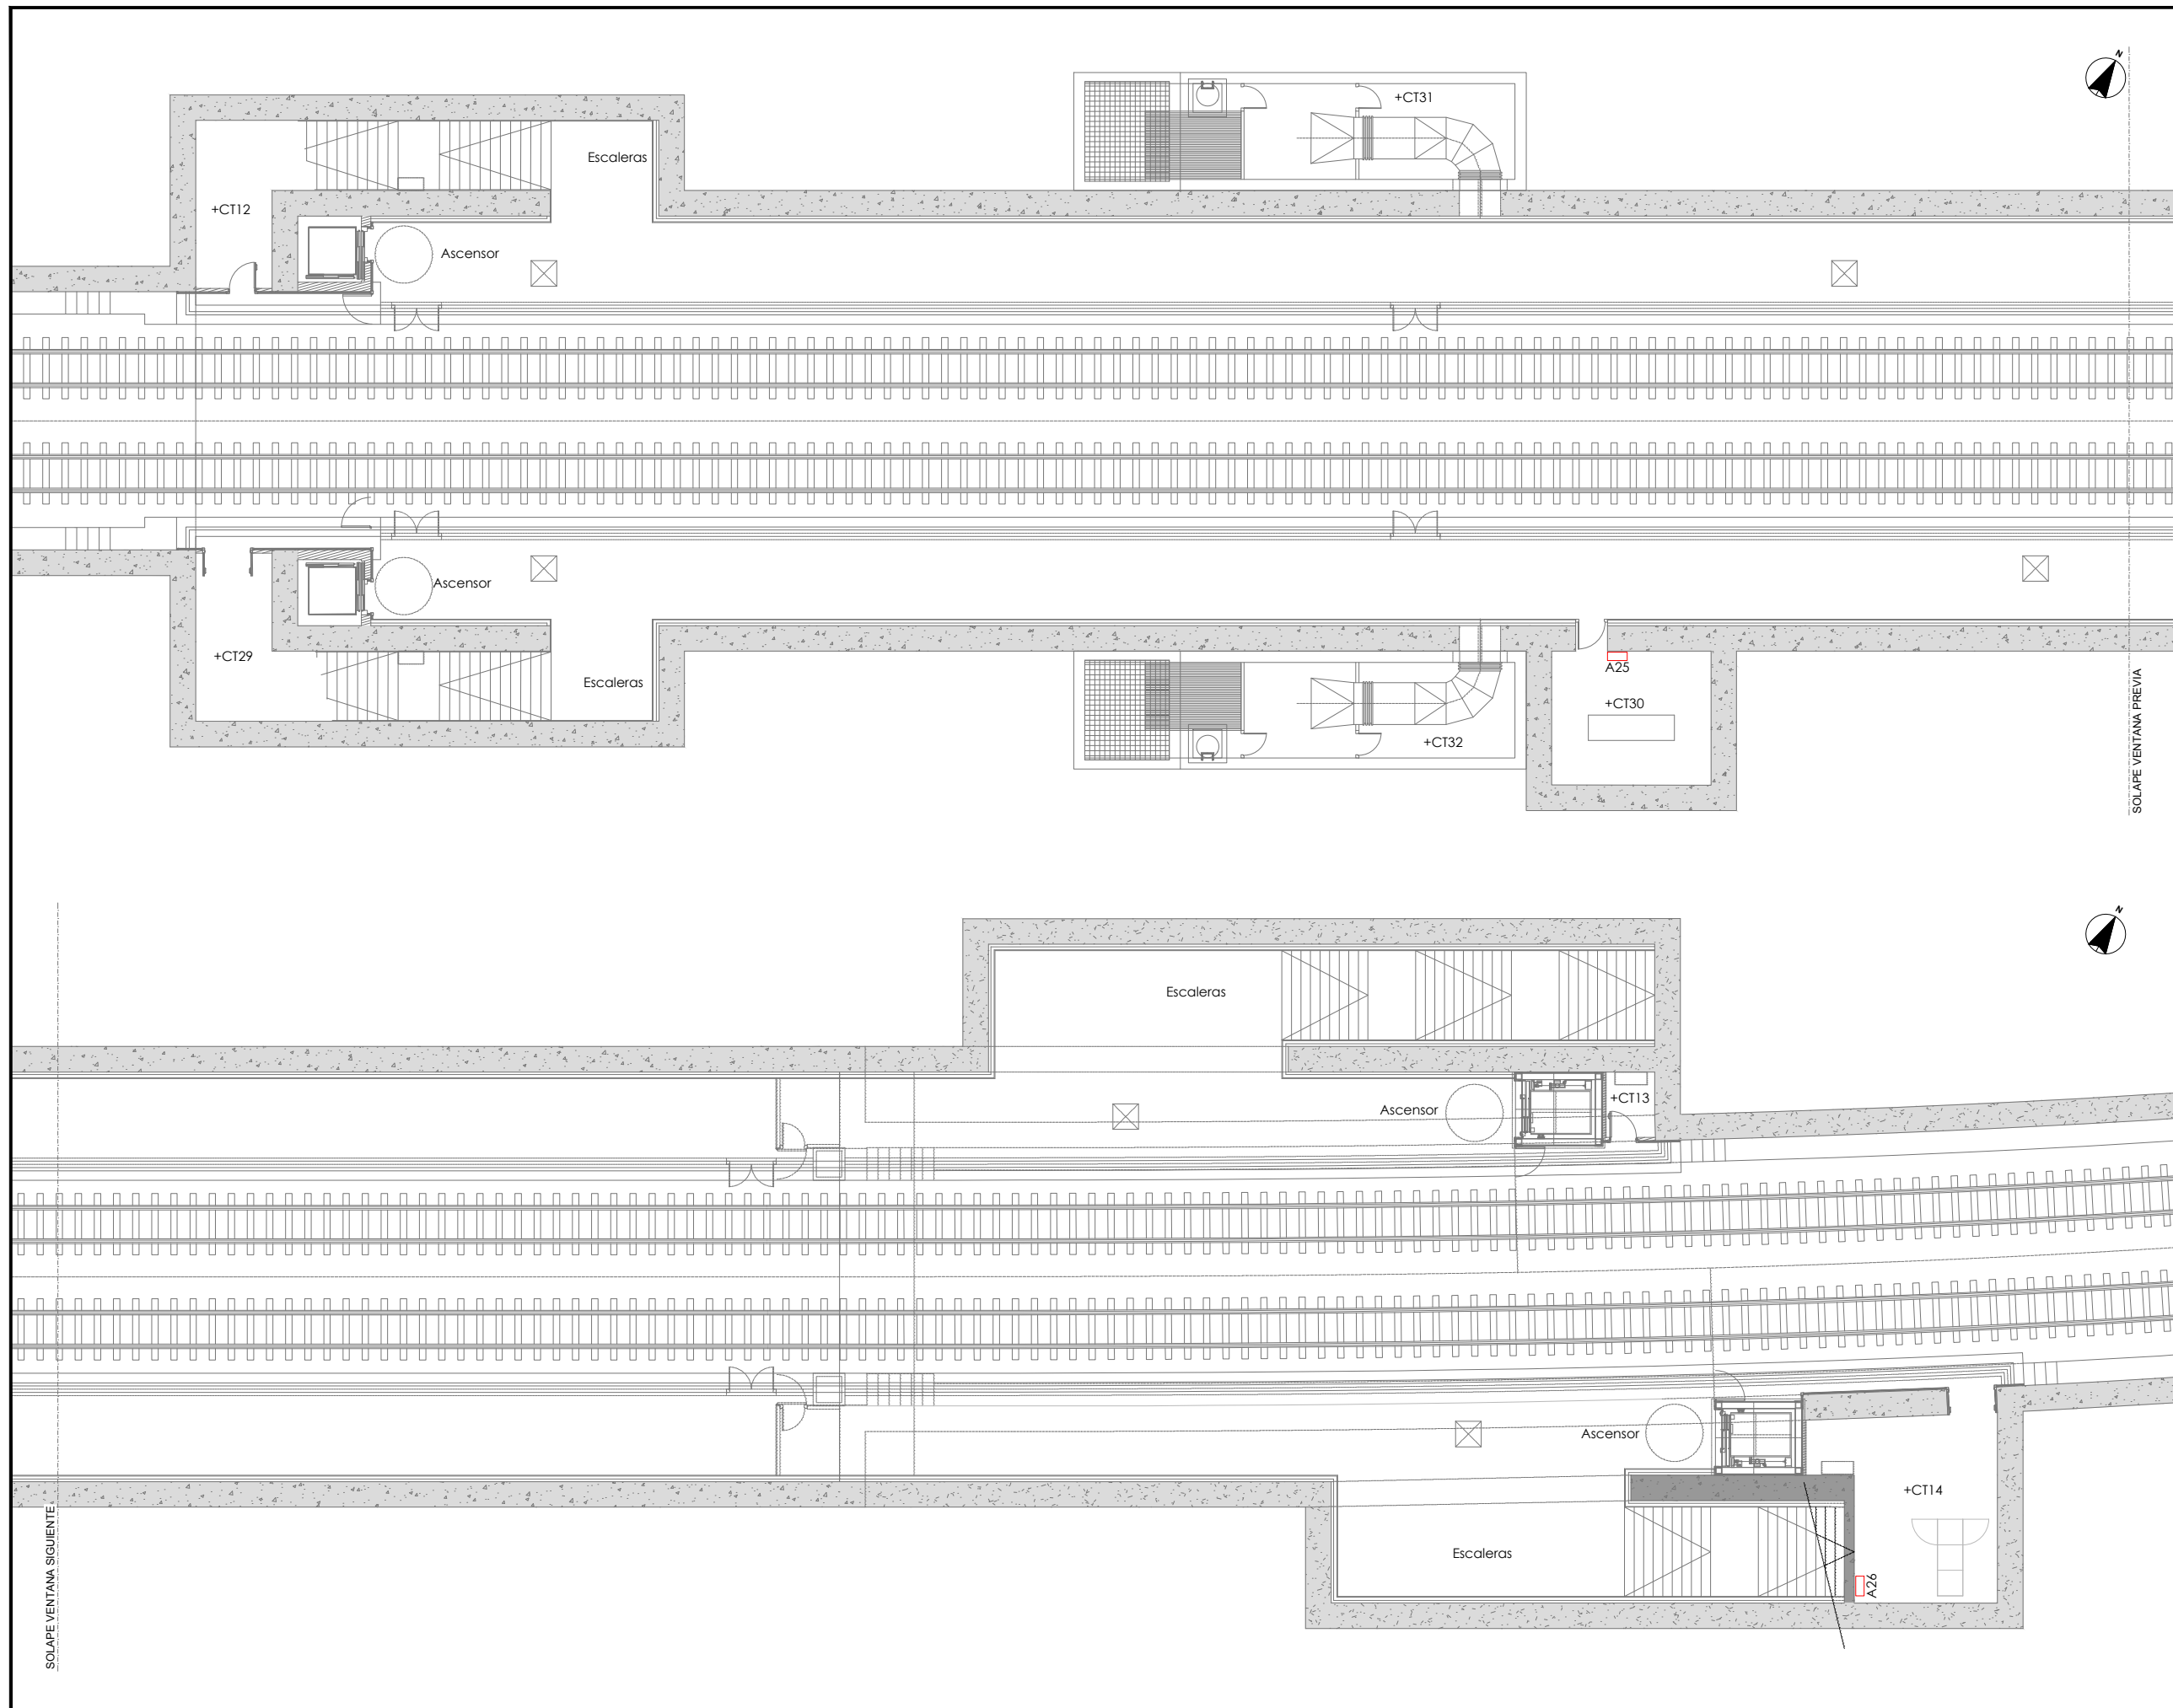 N
+CT31
Escaleras
+CT12
Ascensor
Ascensor
+CT29
A25
Escaleras
+CT30
+CT32
SOLAPE VENTANA PREVIA
N
Escaleras
+CT13
Ascensor
Ascensor
+CT14
Escaleras
A26
SOLAPE VENTANA SIGUIENTE